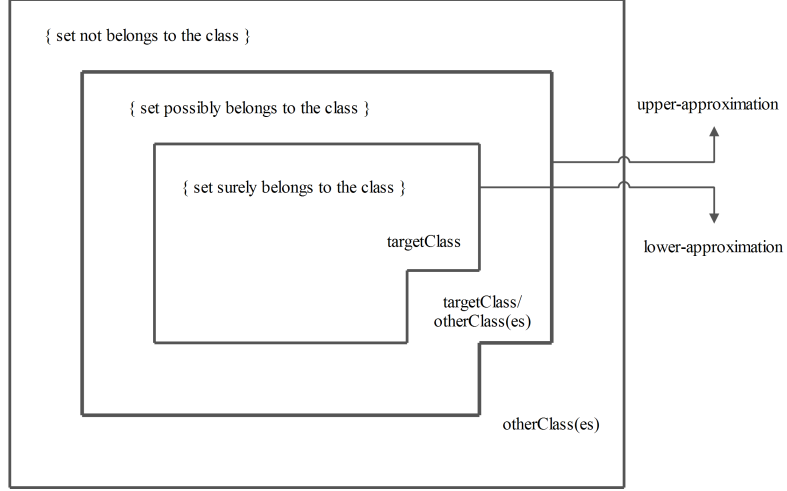 { set not belongs to the class }
upper-approximation
{ set possibly belongs to the class }
{ set surely belongs to the class }
targetClass
lower-approximation
targetClass/
otherClass(es)
otherClass(es)